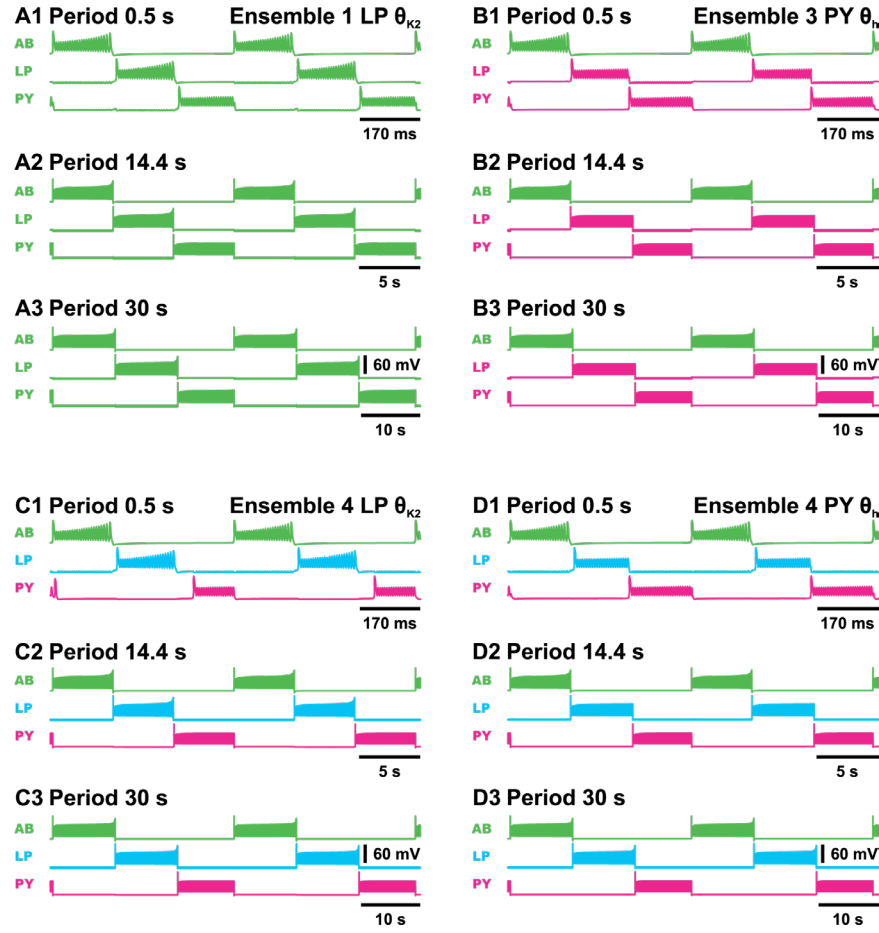 A1 Period 0.5 s Ensemble 1 LP θK2
AB
LP
PY
170 ms
A2 Period 14.4 s
AB
LP
PY
5 s
A3 Period 30 s
AB
LP
60 mV
PY
10 s
B1 Period 0.5 s Ensemble 3 PY θh
AB
LP
PY
170 ms
B2 Period 14.4 s
AB
LP
PY
5 s
B3 Period 30 s
AB
LP
60 mV
PY
10 s
C1 Period 0.5 s Ensemble 4 LP θK2
AB
LP
PY
170 ms
C2 Period 14.4 s
AB
LP
PY
5 s
C3 Period 30 s
AB
LP
60 mV
PY
10 s
D1 Period 0.5 s Ensemble 4 PY θh
AB
LP
PY
170 ms
D2 Period 14.4 s
AB
LP
PY
5 s
D3 Period 30 s
AB
LP
60 mV
PY
10 s